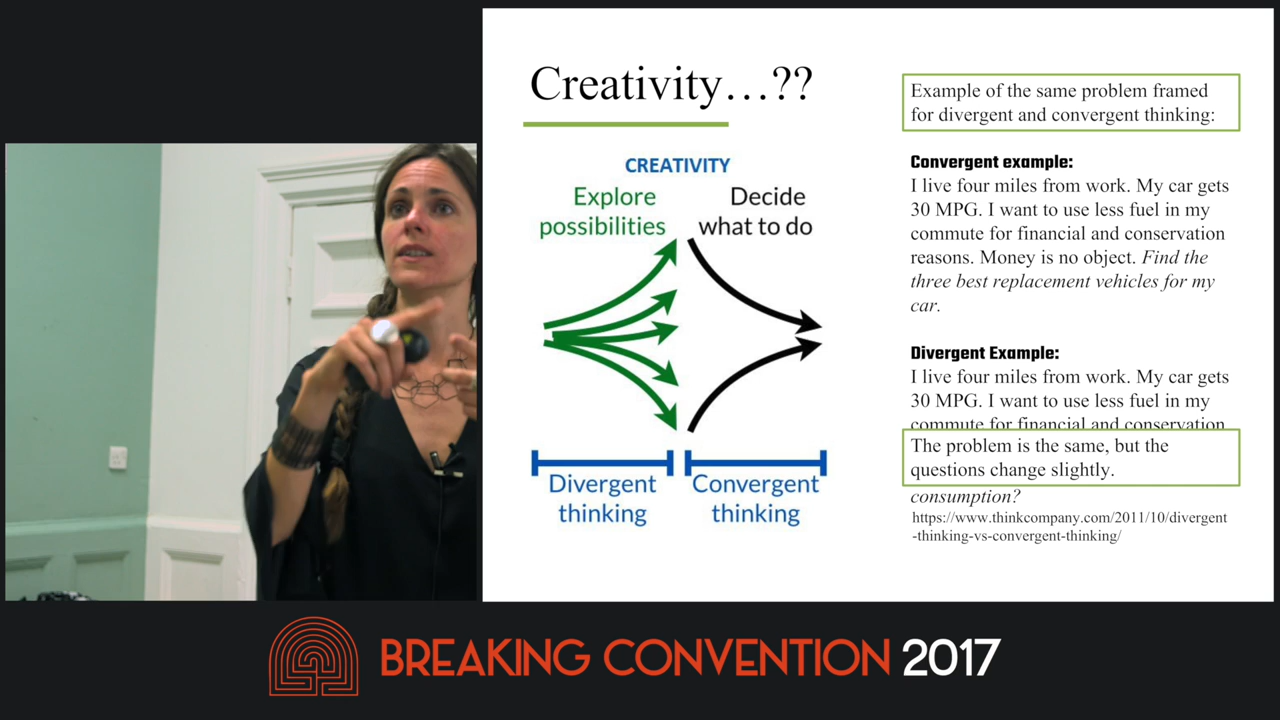 Creativity…??
CREATIVITY
Explore
possibilities
Decide
what to do
Divergent
thinking
Convergent
thinking
Example of the same problem framed
for divergent and convergent thinking:
Convergent example:
I live four miles from work. My car gets
30 MPG. I want to use less fuel in my
commute for financial and conservation
reasons. Money is no object. Find the
three best replacement vehicles for my
car.
Divergent Example:
I live four miles from work. My car gets
30 MPG. I want to use less fuel in my
commute for financial and conservation
The problem is the same, but the
questions change slightly.
consumption?
https://www.thinkcompany.com/2011/10/divergent
-thinking-vs-convergent-thinking/
BREAKING CONVENTION 2017